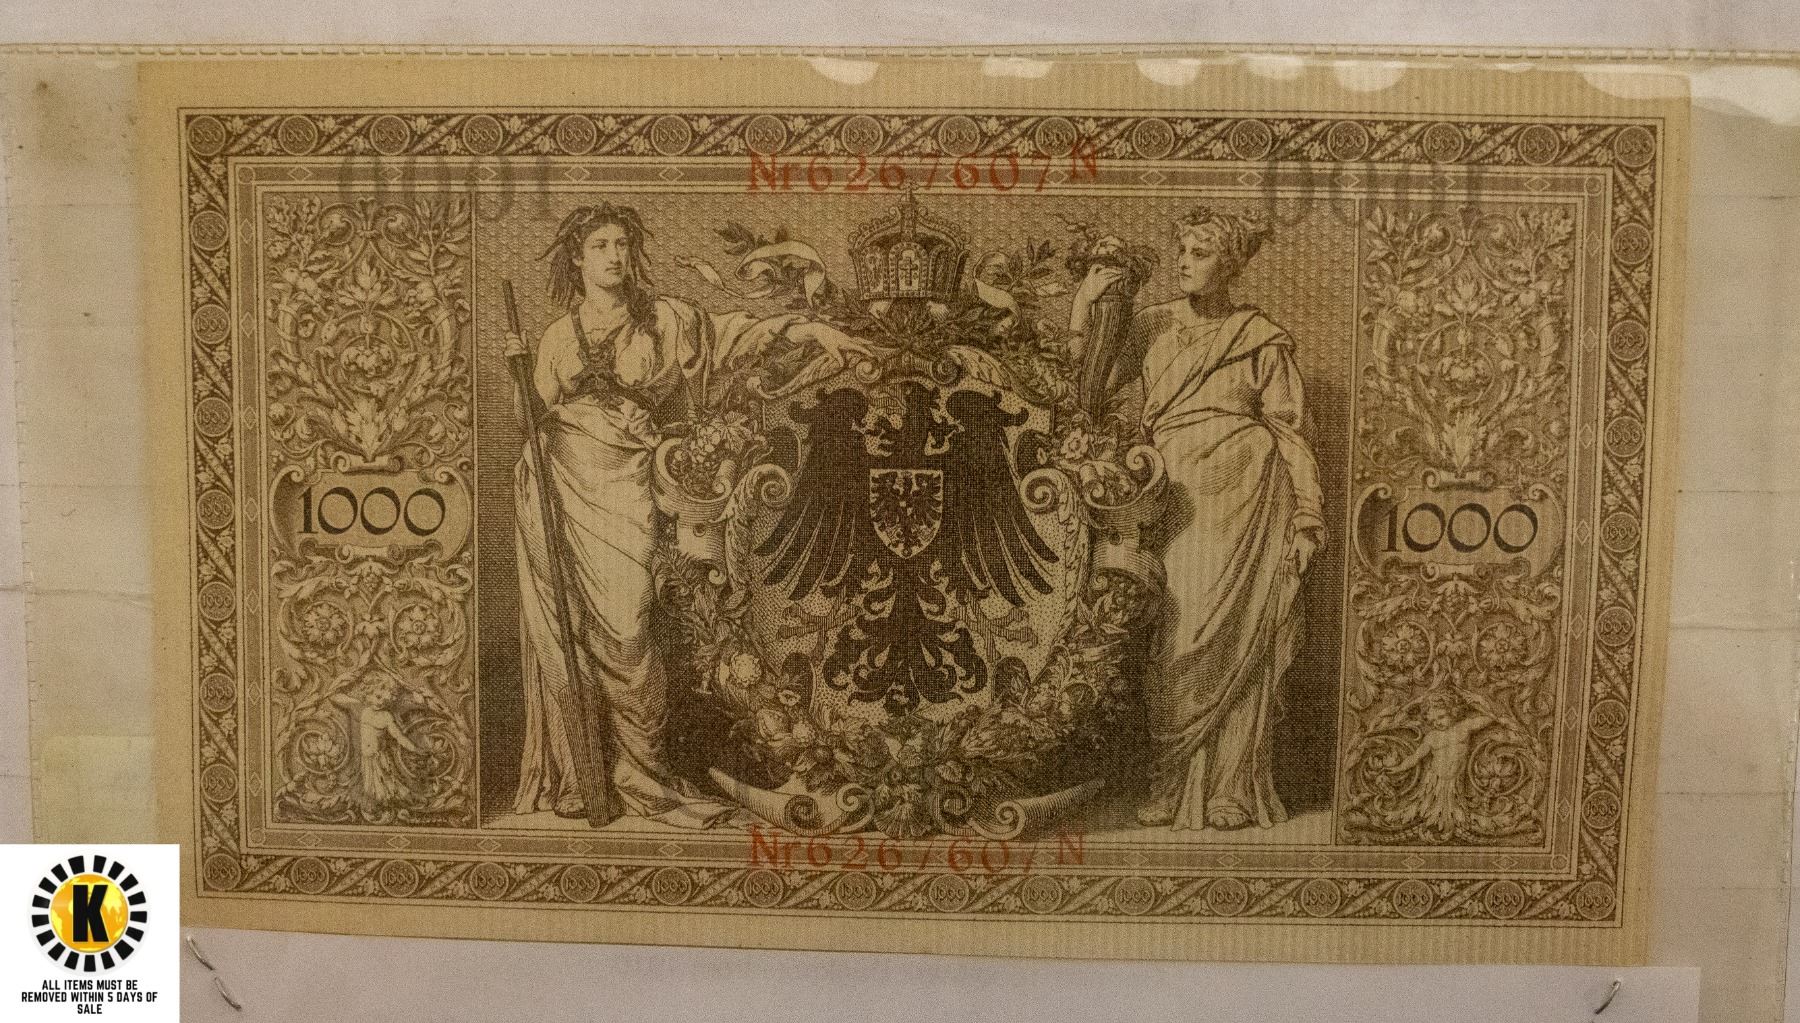 Nr6267607N
1000
1000
Nr6267607N
K
ALL ITEMS MUST BE
REMOVED WITHIN 5 DAYS OF
SALE